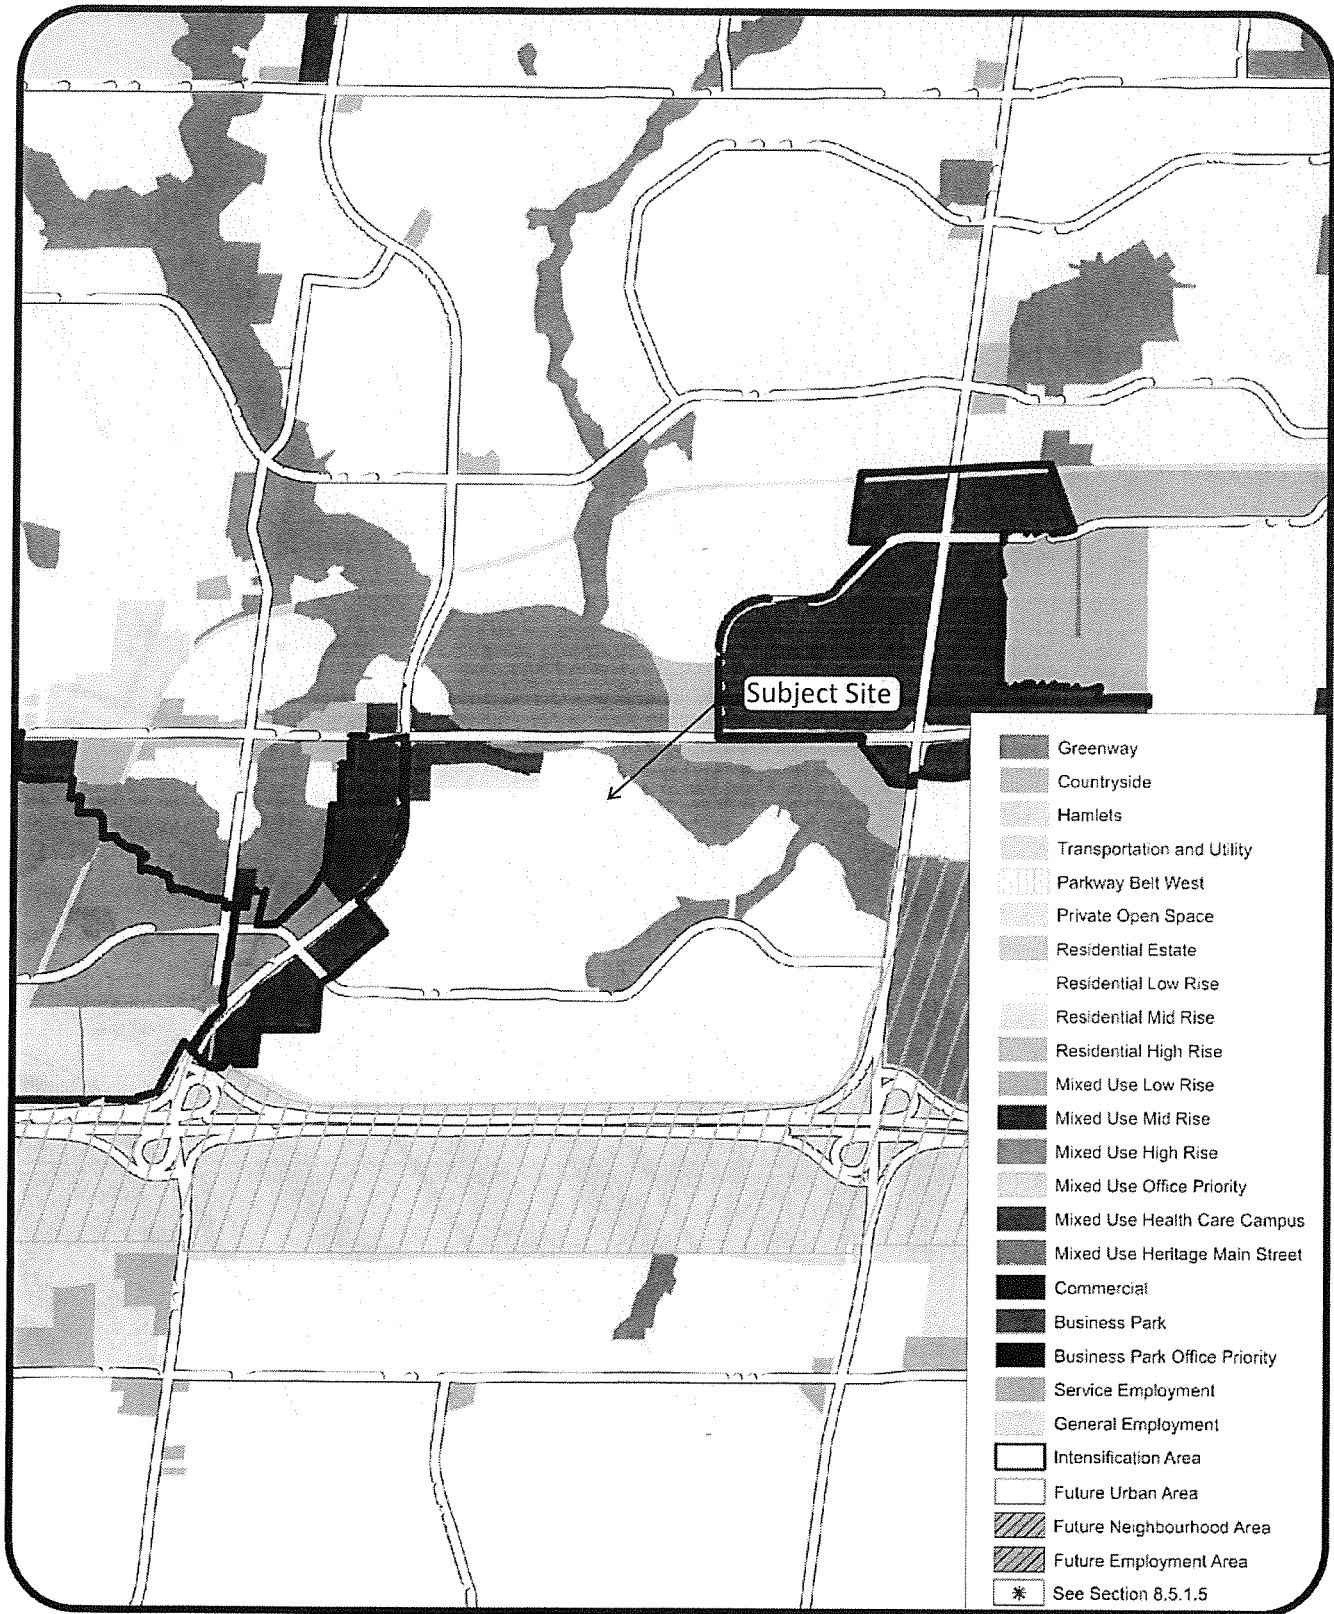 Subject Site
Greenway
Countryside
Hamlets
Transportation and Utility
Parkway Belt West
Private Open Space
Residential Estate
Residential Low Rise
Residential Mid Rise
Residential High Rise
Mixed Use Low Rise
Mixed Use Mid Rise
Mixed Use High Rise
Mixed Use Office Priority
Mixed Use Health Care Campus
Mixed Use Heritage Main Street
Commercial
Business Park
Business Park Office Priority
Service Employment
General Employment
Intensification Area
Future Urban Area
Future Neighbourhood Area
Future Employment Area
* See Section 8.5.1.5